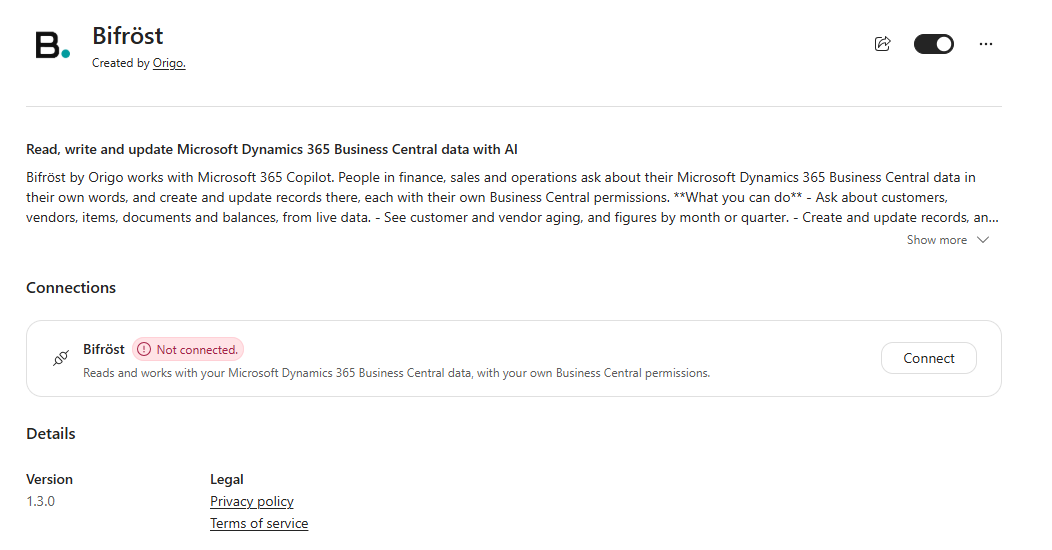 B.
Bifröst
Created by Origo.
Read, write and update Microsoft Dynamics 365 Business Central data with AI
Bifröst by Origo works with Microsoft 365 Copilot. People in finance, sales and operations ask about their Microsoft Dynamics 365 Business Central data in
their own words, and create and update records there, each with their own Business Central permissions. **What you can do** - Ask about customers,
vendors, items, documents and balances, from live data. - See customer and vendor aging, and figures by month or quarter. - Create and update records, an...
Show more
Connections
Bifröst Not connected.
Reads and works with your Microsoft Dynamics 365 Business Central data, with your own Business Central permissions.
Connect
Details
Version
1.3.0
Legal
Privacy policy
Terms of service